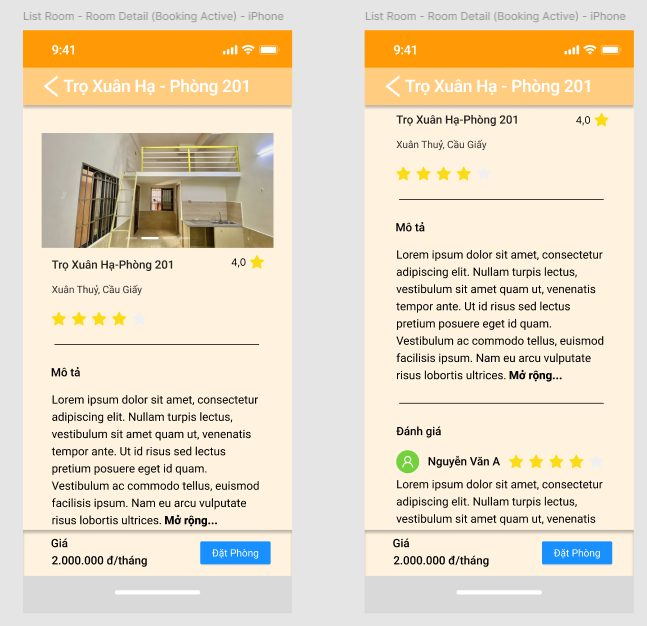 List Room - Room Detail (Booking Active) - iPhone
9:41
Trọ Xuân Hạ - Phòng 201
Trọ Xuân Hạ-Phòng 201
4,0
Xuân Thuỷ, Cầu Giấy
Mô tả
Lorem ipsum dolor sit amet, consectetur
adipiscing elit. Nullam turpis lectus,
vestibulum sit amet quam ut, venenatis
tempor ante. Ut id risus sed lectus
pretium posuere eget id quam.
Vestibulum ac commodo tellus, euismod
facilisis ipsum. Nam eu arcu vulputate
risus lobortis ultrices. Mở rộng...
Giá
2.000.000 đ/tháng
Đặt Phòng
List Room - Room Detail (Booking Active) - iPhone
9:41
Trọ Xuân Hạ - Phòng 201
Trọ Xuân Hạ-Phòng 201
4,0
Xuân Thuỷ, Cầu Giấy
Mô tả
Lorem ipsum dolor sit amet, consectetur
adipiscing elit. Nullam turpis lectus,
vestibulum sit amet quam ut, venenatis
tempor ante. Ut id risus sed lectus
pretium posuere eget id quam.
Vestibulum ac commodo tellus, euismod
facilisis ipsum. Nam eu arcu vulputate
risus lobortis ultrices. Mở rộng...
Đánh giá
Nguyễn Văn A
Lorem ipsum dolor sit amet, consectetur
adipiscing elit. Nullam turpis lectus,
vestibulum sit amet quam ut, venenatis
Giá
2.000.000 đ/tháng
Đặt Phòng